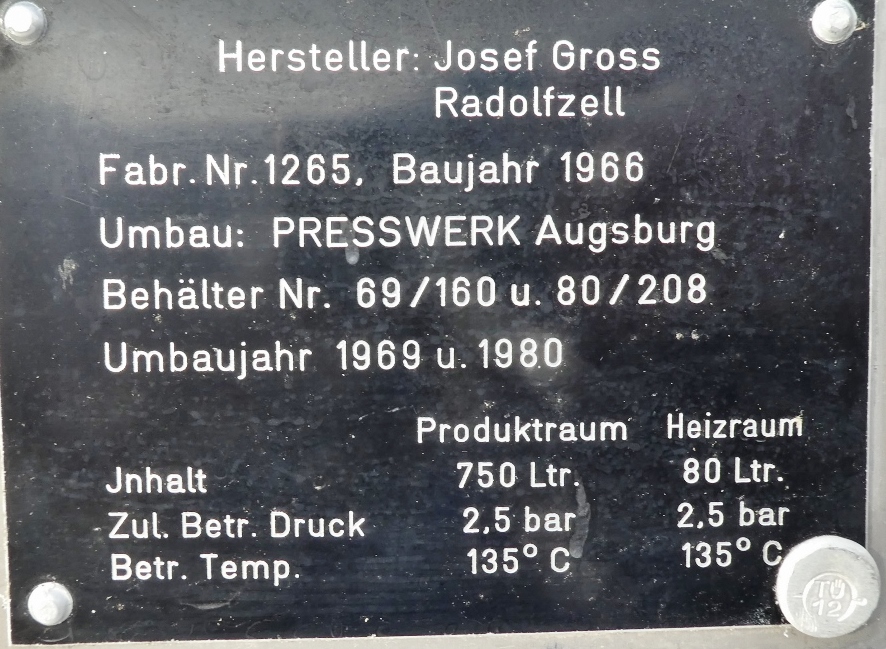 Hersteller: Josef Gross
Radolfzell
Fabr. Nr. 1265, Baujahr 1966
Umbau: PRESSWERK Augsburg
Behälter Nr. 69/160 u. 80/208
Umbaujahr 1969 u. 1980
Produktraum Heizraum
Jnhalt 750 Ltr. 80 Ltr.
Zul. Betr. Druck 2,5 bar 2,5 bar
Betr. Temp. 135° C 135° C
12